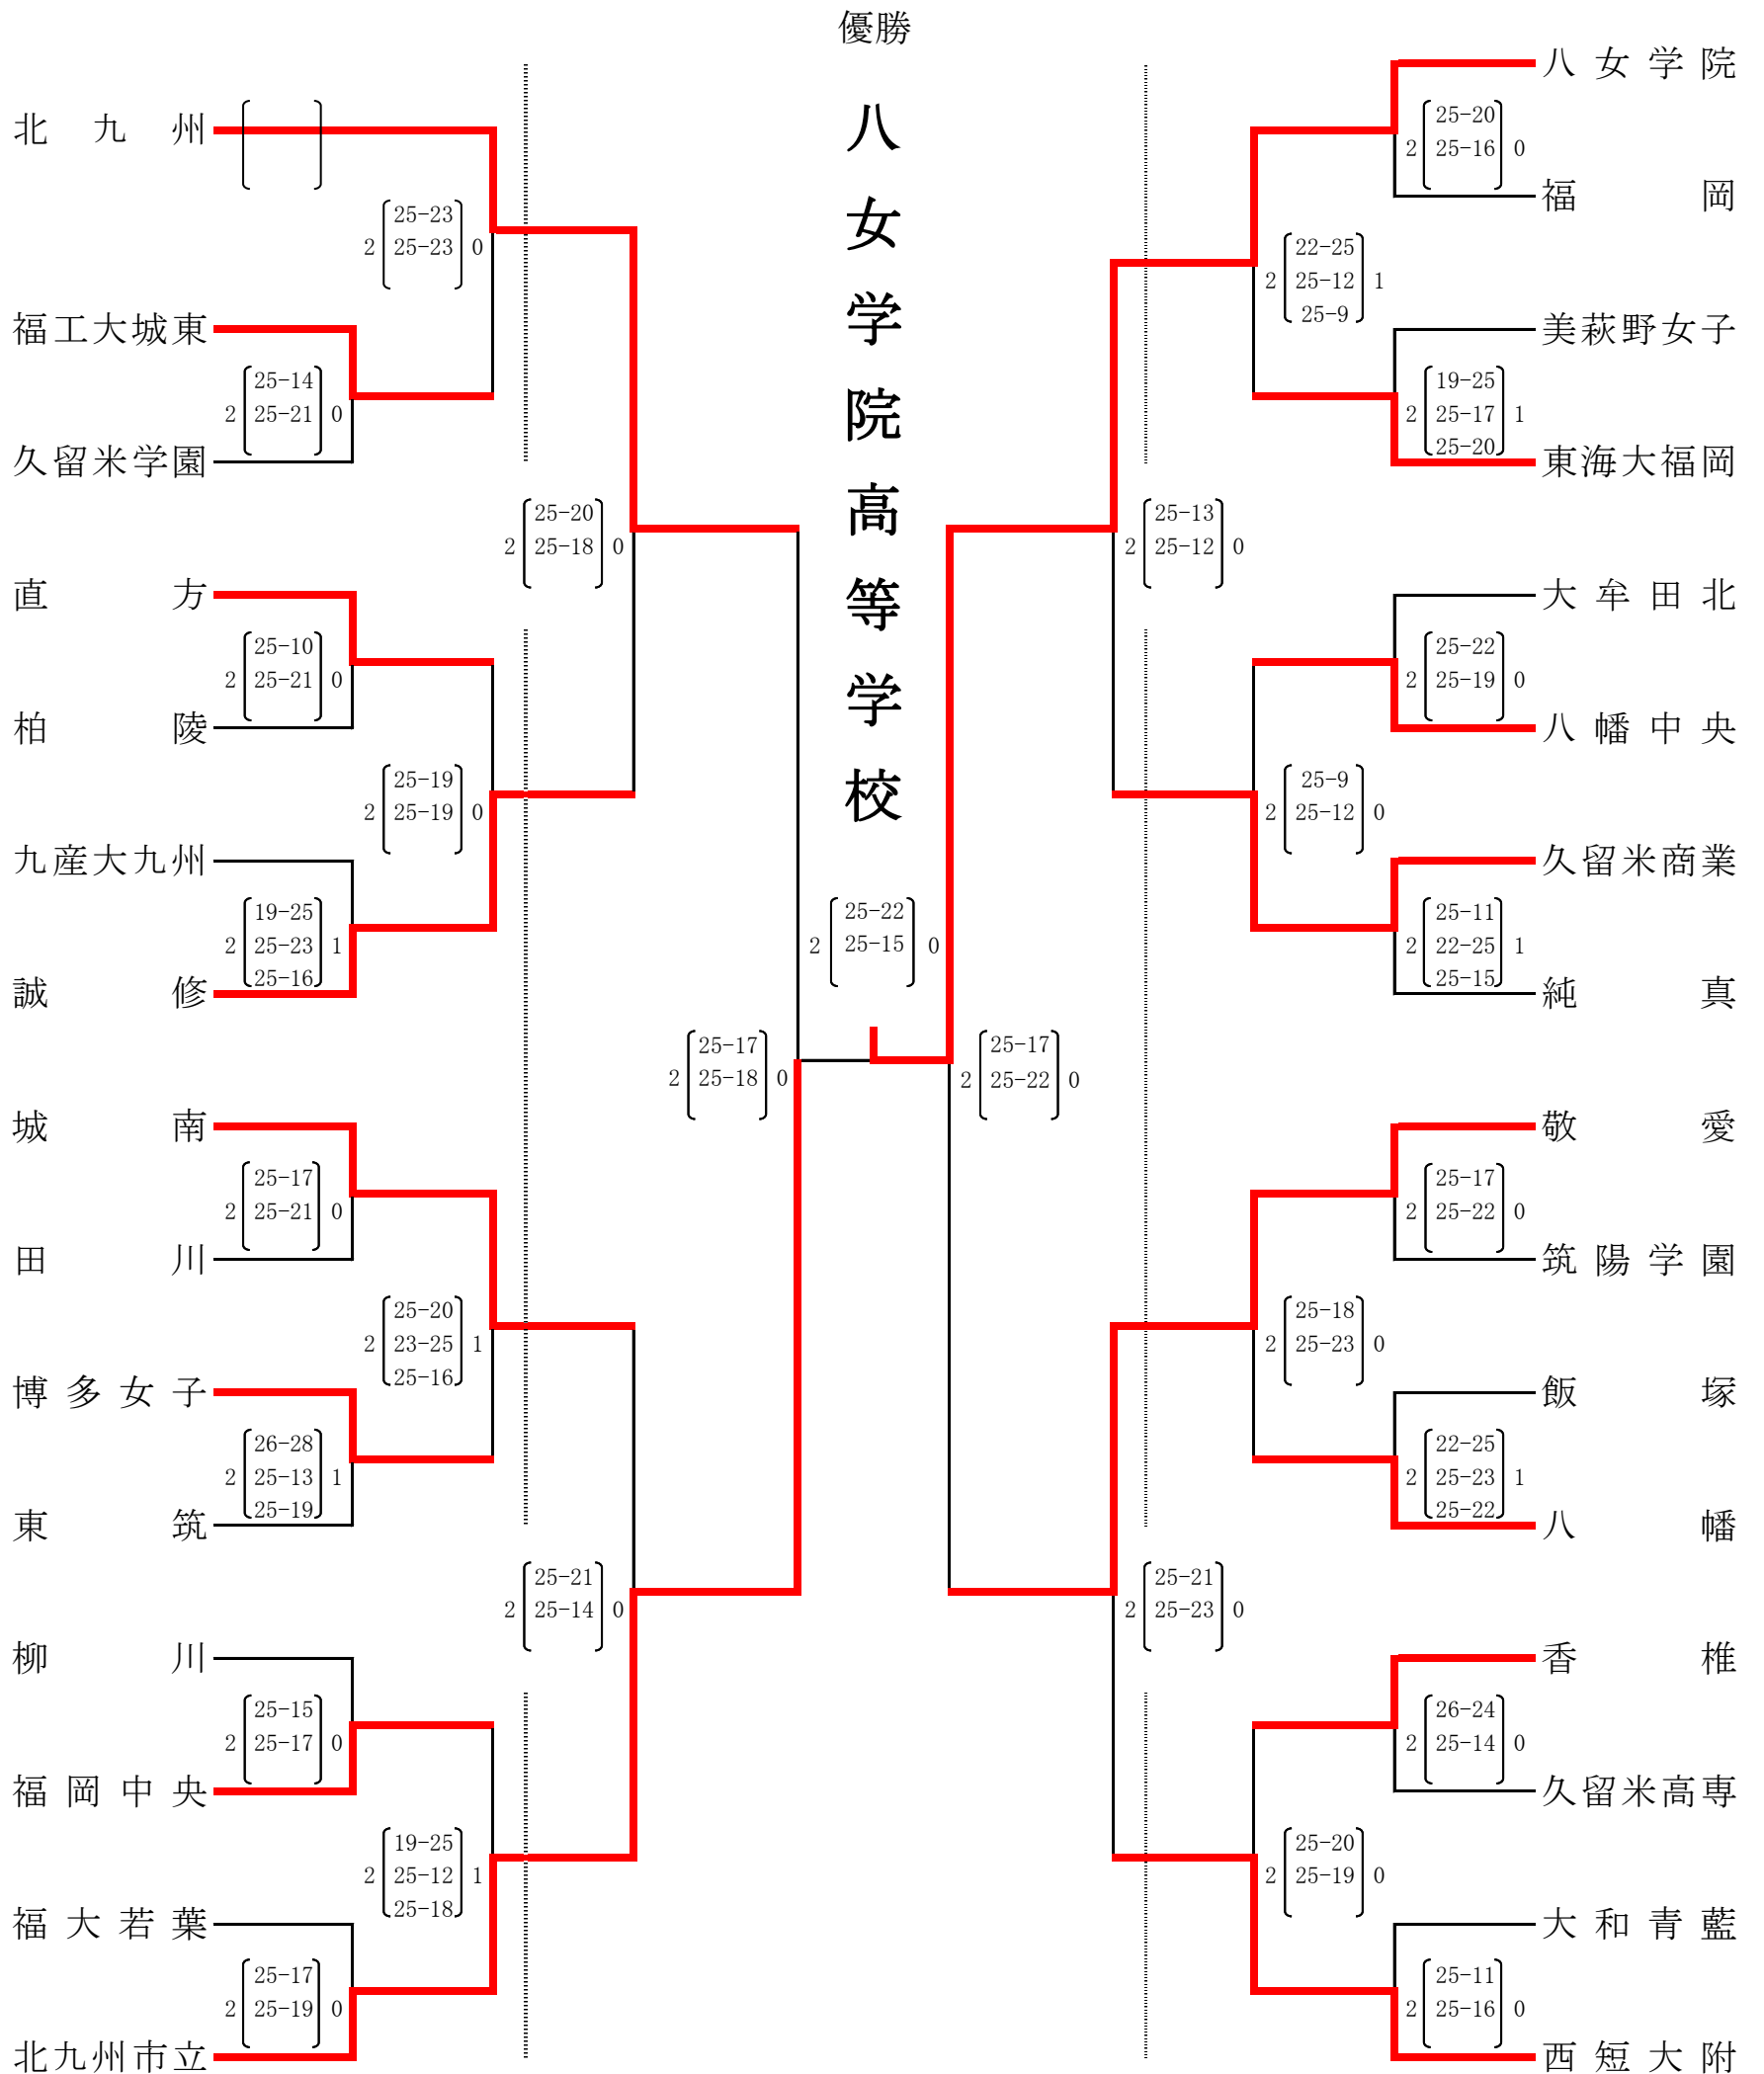 優勝
八女学院高等学校
北九州
福工大城東
久留米学園
直方
柏陵
九産大九州
誠修
城南
田川
博多女子
東筑
柳川
福岡中央
福大若葉
北九州市立
2 25-14 0
25-21
2 25-10 0
25-21
2 19-25 1
25-23
25-16
2 25-17 0
25-21
2 26-28 1
25-13
25-19
2 25-15 0
25-17
2 25-17 0
25-19
2 25-23 0
25-23
2 25-19 0
25-19
2 25-20 1
23-25
25-16
2 19-25 1
25-12
25-18
2 25-20 0
25-18
2 25-21 0
25-14
2 25-17 0
25-18
2 25-22 0
25-15
2 25-17 0
25-22
2 25-13 0
25-12
2 25-21 0
25-23
2 22-25 1
25-12
25-9
2 25-9 0
25-12
2 25-18 0
25-23
2 25-20 0
25-19
2 25-20 0
25-16
2 19-25 1
25-17
25-20
2 25-22 0
25-19
2 25-11 1
22-25
25-15
2 25-17 0
25-22
2 22-25 1
25-23
25-22
2 26-24 0
25-14
2 25-11 0
25-16
八女学院
福岡
美萩野女子
東海大福岡
大牟田北
八幡中央
久留米商業
純真
敬愛
筑陽学園
飯塚
八幡
香椎
久留米高専
大和青藍
西短大附